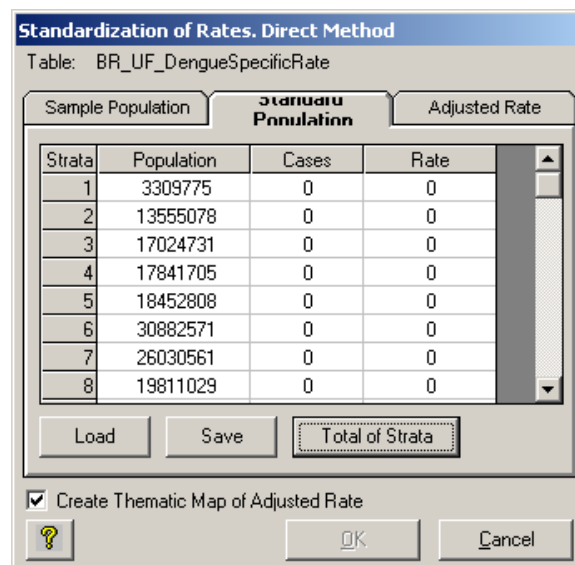 Standardization of Rates. Direct Method
Table: BR_UF_DengueSpecificRate
Sample Population Standard Population Adjusted Rate
Strata Population Cases Rate
1 3309775 0 0
2 13555078 0 0
3 17024731 0 0
4 17841705 0 0
5 18452808 0 0
6 30882571 0 0
7 26030561 0 0
8 19811029 0 0
Load Save Total of Strata
Create Thematic Map of Adjusted Rate
? OK Cancel